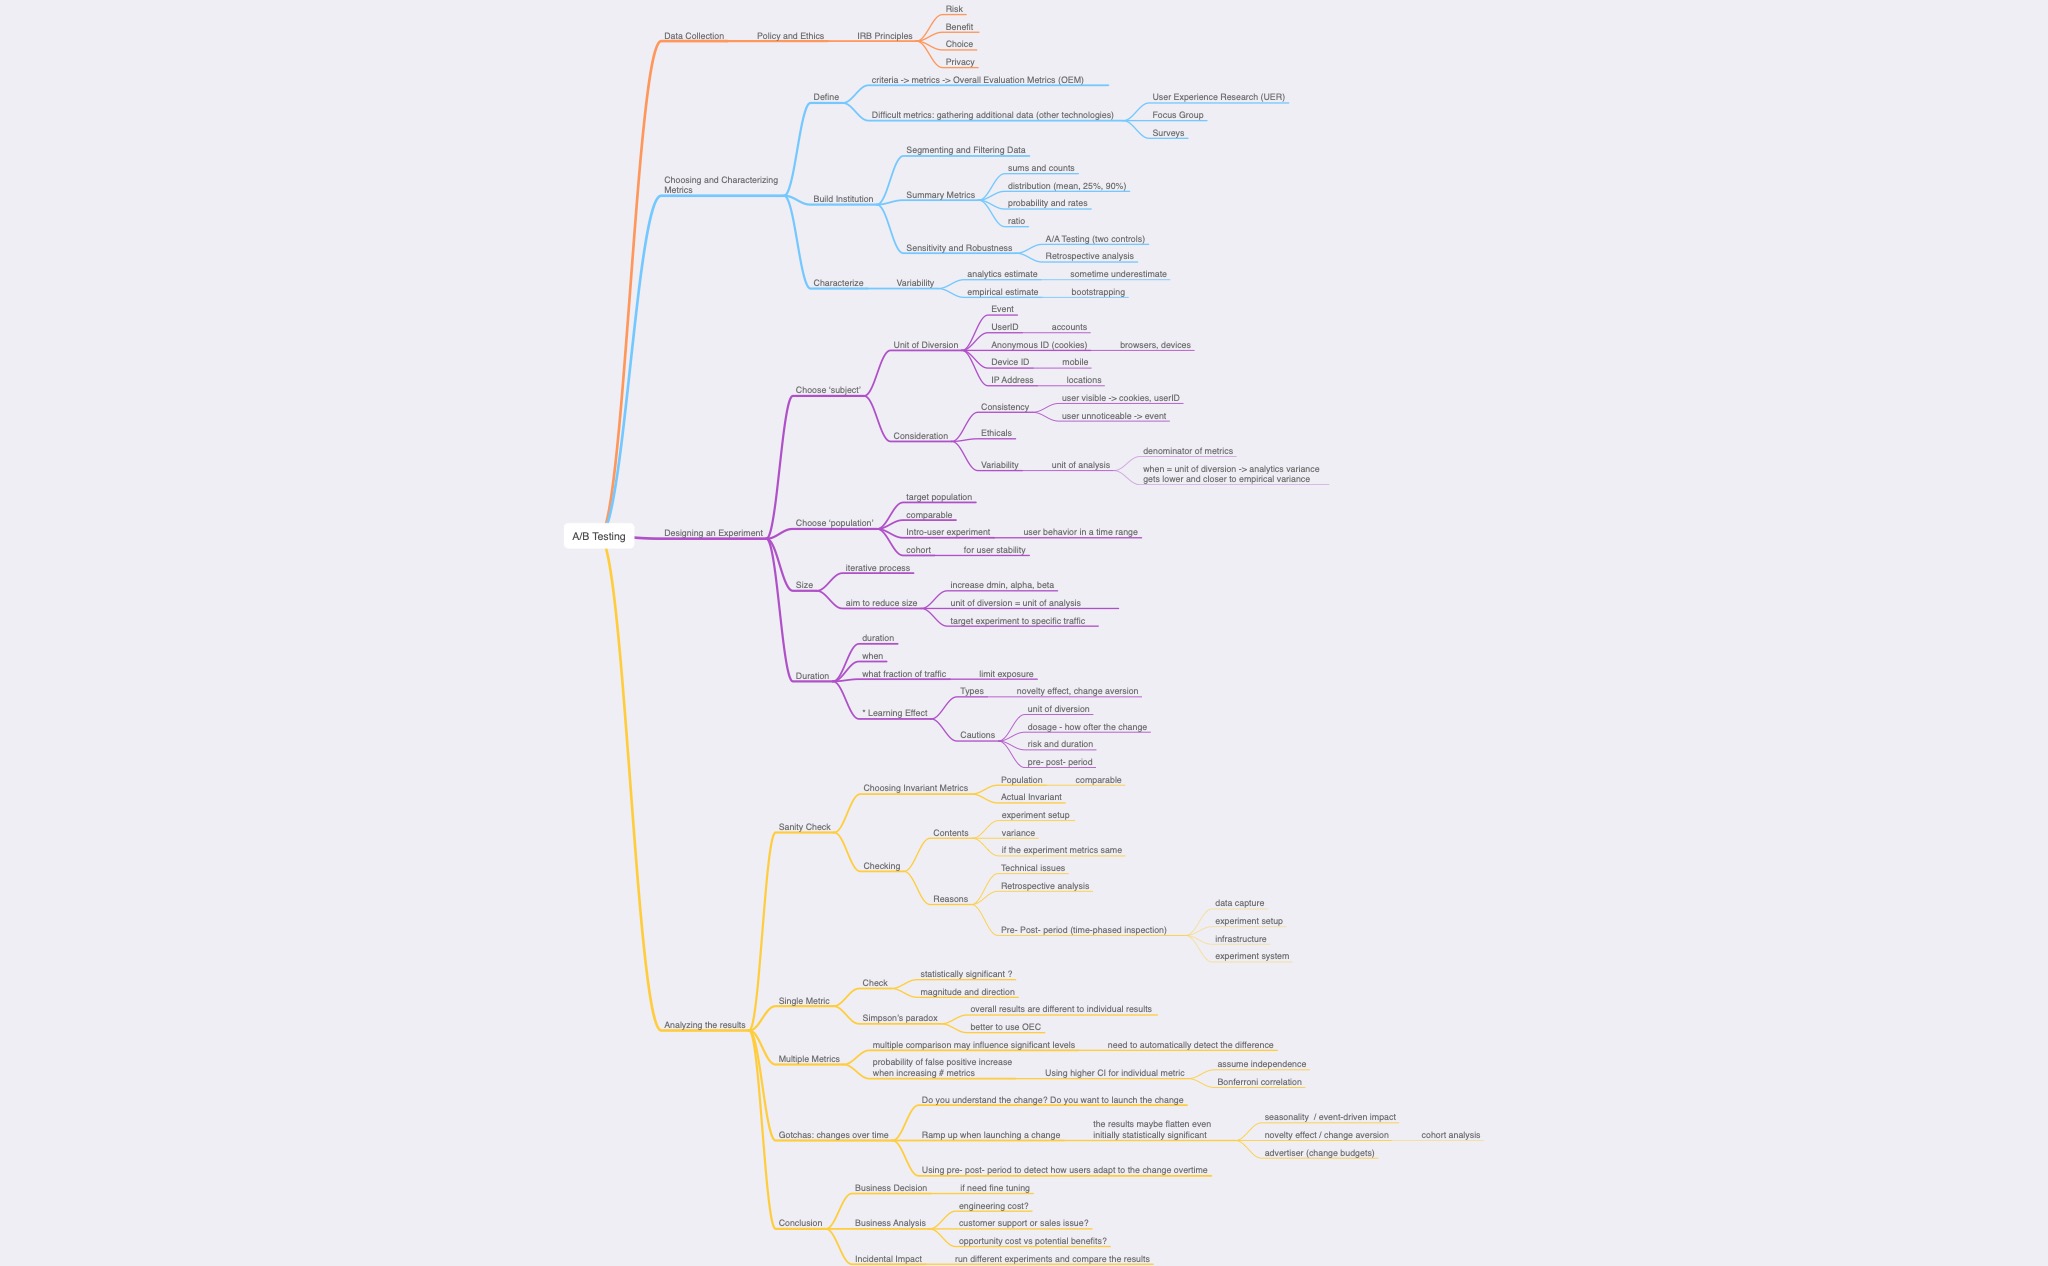 A/B Testing
Data Collection
Policy and Ethics
IRB Principles
Risk
Benefit
Choice
Privacy
Choosing and Characterizing
Metrics
Define
criteria -> metrics -> Overall Evaluation Metrics (OEM)
Difficult metrics: gathering additional data (other technologies)
User Experience Research (UER)
Focus Group
Surveys
Build Institution
Segmenting and Filtering Data
Summary Metrics
sums and counts
distribution (mean, 25%, 90%)
probability and rates
ratio
Sensitivity and Robustness
A/A Testing (two controls)
Retrospective analysis
Characterize
Variability
analytics estimate
sometime underestimate
empirical estimate
bootstrapping
Designing an Experiment
Choose 'subject'
Unit of Diversion
Event
UserID
accounts
Anonymous ID (cookies)
browsers, devices
Device ID
mobile
IP Address
locations
Consideration
Consistency
user visible -> cookies, userID
user unnoticeable -> event
Ethicals
Variability
unit of analysis
denominator of metrics
when = unit of diversion -> analytics variance
gets lower and closer to empirical variance
Choose 'population'
target population
comparable
Intro-user experiment
user behavior in a time range
cohort
for user stability
Size
iterative process
aim to reduce size
increase dmin, alpha, beta
unit of diversion = unit of analysis
target experiment to specific traffic
Duration
duration
when
what fraction of traffic
limit exposure
* Learning Effect
Types
novelty effect, change aversion
Cautions
unit of diversion
dosage - how ofter the change
risk and duration
pre- post- period
Analyzing the results
Sanity Check
Choosing Invariant Metrics
Population
comparable
Actual Invariant
Checking
Contents
experiment setup
variance
if the experiment metrics same
Reasons
Technical issues
Retrospective analysis
Pre- Post- period (time-phased inspection)
data capture
experiment setup
infrastructure
experiment system
Single Metric
Check
statistically significant ?
magnitude and direction
Simpson's paradox
overall results are different to individual results
better to use OEC
Multiple Metrics
multiple comparison may influence significant levels
need to automatically detect the difference
probability of false positive increase
when increasing # metrics
Using higher CI for individual metric
assume independence
Bonferroni correlation
Gotchas: changes over time
Do you understand the change? Do you want to launch the change
Ramp up when launching a change
the results maybe flatten even
initially statistically significant
seasonality / event-driven impact
novelty effect / change aversion
cohort analysis
advertiser (change budgets)
Using pre- post- period to detect how users adapt to the change overtime
Conclusion
Business Decision
if need fine tuning
Business Analysis
engineering cost?
customer support or sales issue?
opportunity cost vs potential benefits?
Incidental Impact
run different experiments and compare the results